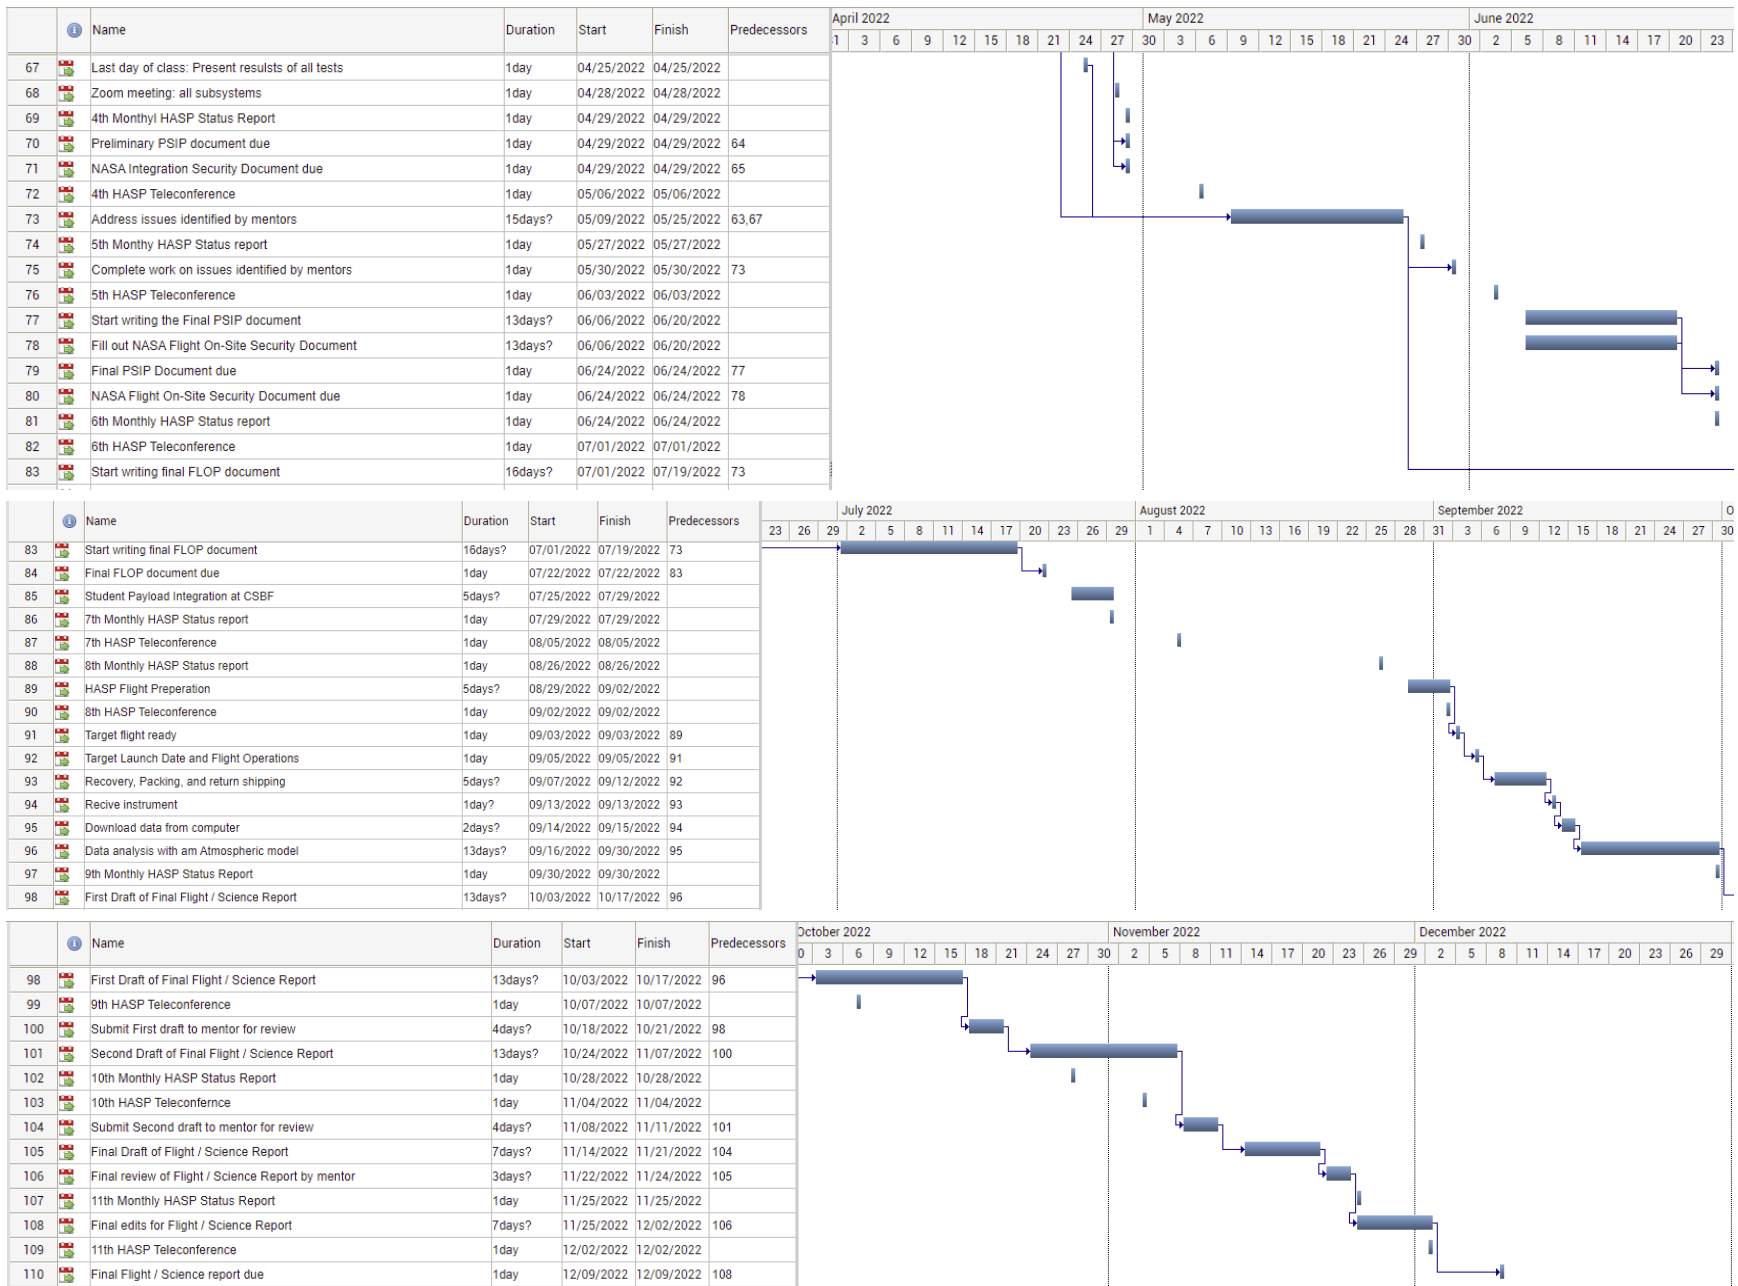 Name Duration Start Finish Predecessors April 2022 May 2022 June 2022
3 6 9 12 15 18 21 24 27 30 3 6 9 12 15 18 21 24 27 30 2 5 8 11 14 17 20 23
67 Last day of class: Present resulsts of all tests 1day 04/25/2022 04/25/2022
68 Zoom meeting: all subsystems 1day 04/28/2022 04/28/2022
69 4th Monthyl HASP Status Report 1day 04/29/2022 04/29/2022
70 Preliminary PSIP document due 1day 04/29/2022 04/29/2022 64
71 NASA Integration Security Document due 1day 04/29/2022 04/29/2022 65
72 4th HASP Teleconference 1day 05/06/2022 05/06/2022
73 Address issues identified by mentors 15days? 05/09/2022 05/25/2022 63,67
74 5th Monthy HASP Status report 1day 05/27/2022 05/27/2022
75 Complete work on issues identified by mentors 1day 05/30/2022 05/30/2022 73
76 5th HASP Teleconference 1day 06/03/2022 06/03/2022
77 Start writing the Final PSIP document 13days? 06/06/2022 06/20/2022
78 Fill out NASA Flight On-Site Security Document 13days? 06/06/2022 06/20/2022
79 Final PSIP Document due 1day 06/24/2022 06/24/2022 77
80 NASA Flight On-Site Security Document due 1day 06/24/2022 06/24/2022 78
81 6th Monthly HASP Status report 1day 06/24/2022 06/24/2022
82 6th HASP Teleconference 1day 07/01/2022 07/01/2022
83 Start writing final FLOP document 16days? 07/01/2022 07/19/2022 73
Name Duration Start Finish Predecessors July 2022 August 2022 September 2022 O
23 26 29 2 5 8 11 14 17 20 23 26 29 1 4 7 10 13 16 19 22 25 28 31 3 6 9 12 15 18 21 24 27 30
83 Start writing final FLOP document 16days? 07/01/2022 07/19/2022 73
84 Final FLOP document due 1day 07/22/2022 07/22/2022 83
85 Student Payload Integration at CSBF 5days? 07/25/2022 07/29/2022
86 7th Monthly HASP Status report 1day 07/29/2022 07/29/2022
87 7th HASP Teleconference 1day 08/05/2022 08/05/2022
88 8th Monthly HASP Status report 1day 08/26/2022 08/26/2022
89 HASP Flight Preperation 5days? 08/29/2022 09/02/2022
90 8th HASP Teleconference 1day 09/02/2022 09/02/2022
91 Target flight ready 1day 09/03/2022 09/03/2022 89
92 Target Launch Date and Flight Operations 1day 09/05/2022 09/05/2022 91
93 Recovery, Packing, and return shipping 5days? 09/07/2022 09/12/2022 92
94 Recive instrument 1day? 09/13/2022 09/13/2022 93
95 Download data from computer 2days? 09/14/2022 09/15/2022 94
96 Data analysis with am Atmospheric model 13days? 09/16/2022 09/30/2022 95
97 9th Monthly HASP Status Report 1day 09/30/2022 09/30/2022
98 First Draft of Final Flight / Science Report 13days? 10/03/2022 10/17/2022 96
Name Duration Start Finish Predecessors October 2022 November 2022 December 2022
0 3 6 9 12 15 18 21 24 27 30 2 5 8 11 14 17 20 23 26 29 2 5 8 11 14 17 20 23 26 29
98 First Draft of Final Flight / Science Report 13days? 10/03/2022 10/17/2022 96
99 9th HASP Teleconference 1day 10/07/2022 10/07/2022
100 Submit First draft to mentor for review 4days? 10/18/2022 10/21/2022 98
101 Second Draft of Final Flight / Science Report 13days? 10/24/2022 11/07/2022 100
102 10th Monthly HASP Status Report 1day 10/28/2022 10/28/2022
103 10th HASP Teleconfernce 1day 11/04/2022 11/04/2022
104 Submit Second draft to mentor for review 4days? 11/08/2022 11/11/2022 101
105 Final Draft of Flight / Science Report 7days? 11/14/2022 11/21/2022 104
106 Final review of Flight / Science Report by mentor 3days? 11/22/2022 11/24/2022 105
107 11th Monthly HASP Status Report 1day 11/25/2022 11/25/2022
108 Final edits for Flight / Science Report 7days? 11/25/2022 12/02/2022 106
109 11th HASP Teleconference 1day 12/02/2022 12/02/2022
110 Final Flight / Science report due 1day 12/09/2022 12/09/2022 108